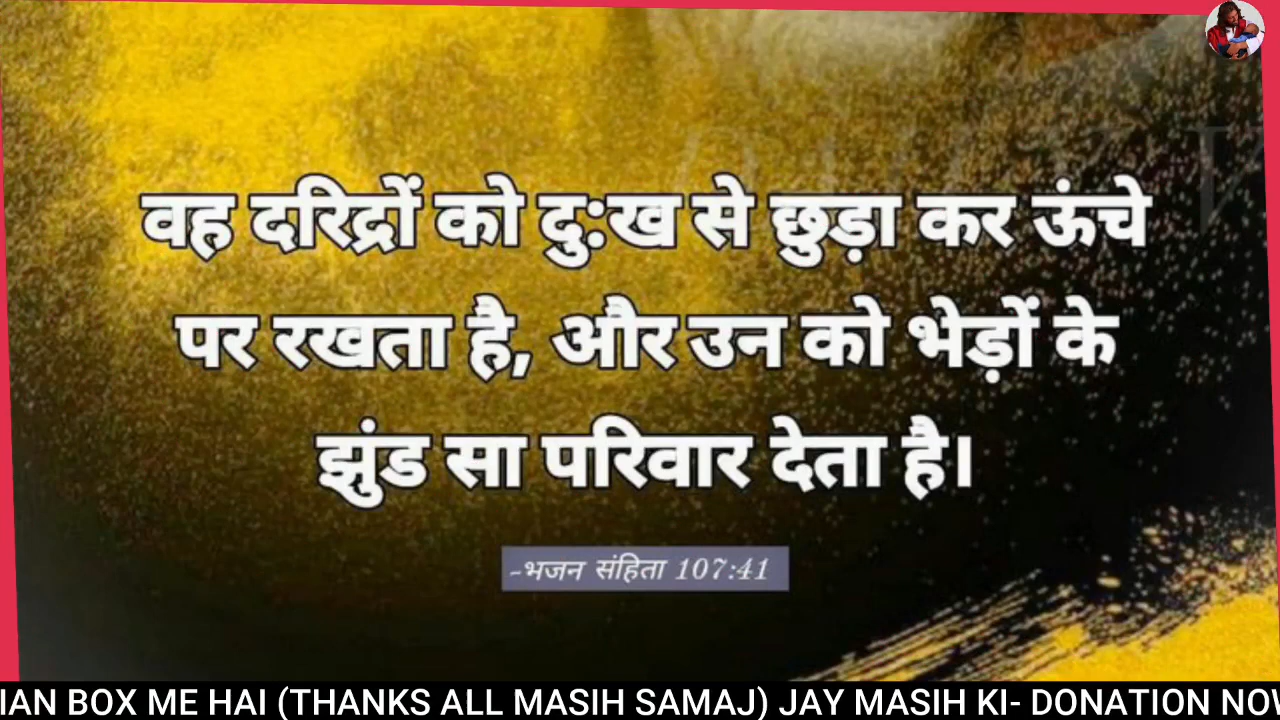 वह दरिद्रों को दु:ख से छुड़ा कर ऊंचे
पर रखता है, और उन को भेड़ों के
झुंड सा परिवार देता है।
-भजन संहिता 107:41
IAN BOX ME HAI (THANKS ALL MASIH SAMAJ) JAY MASIH KI- DONATION NOW